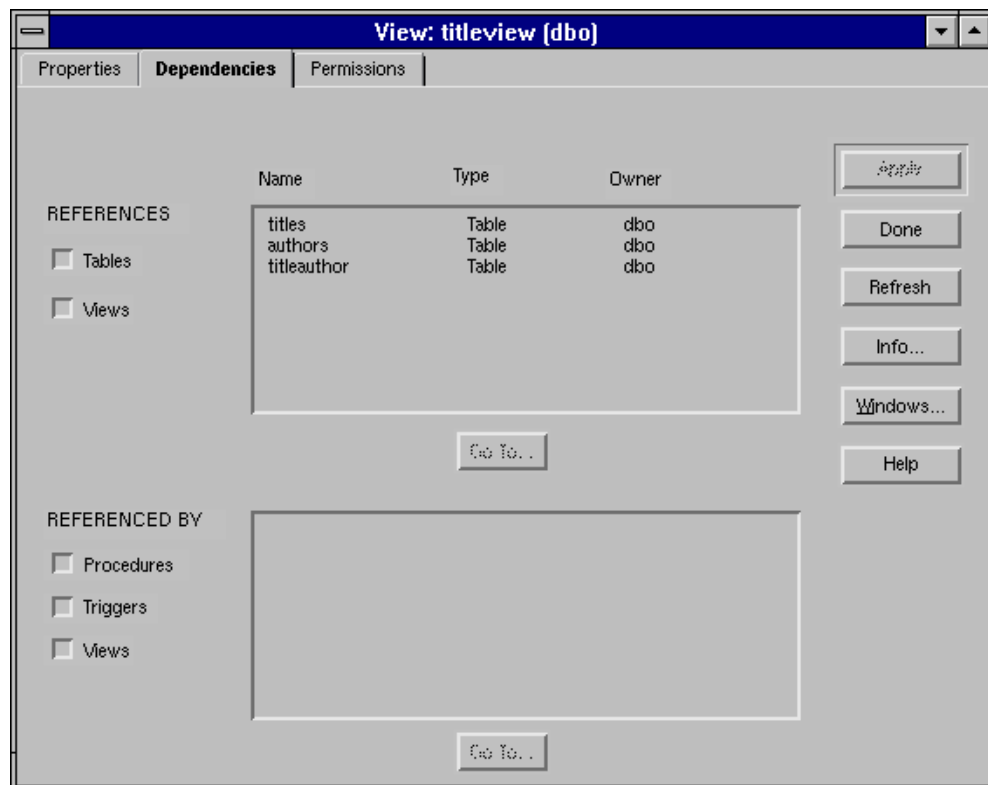 View: titleview (dbo)
Properties Dependencies Permissions
Name Type Owner
REFERENCES
Tables
Views
titles Table dbo
authors Table dbo
titleauthor Table dbo
Apply
Done
Refresh
Info...
Windows...
Help
Go To. .
REFERENCED BY
Procedures
Triggers
Views
Go To. .